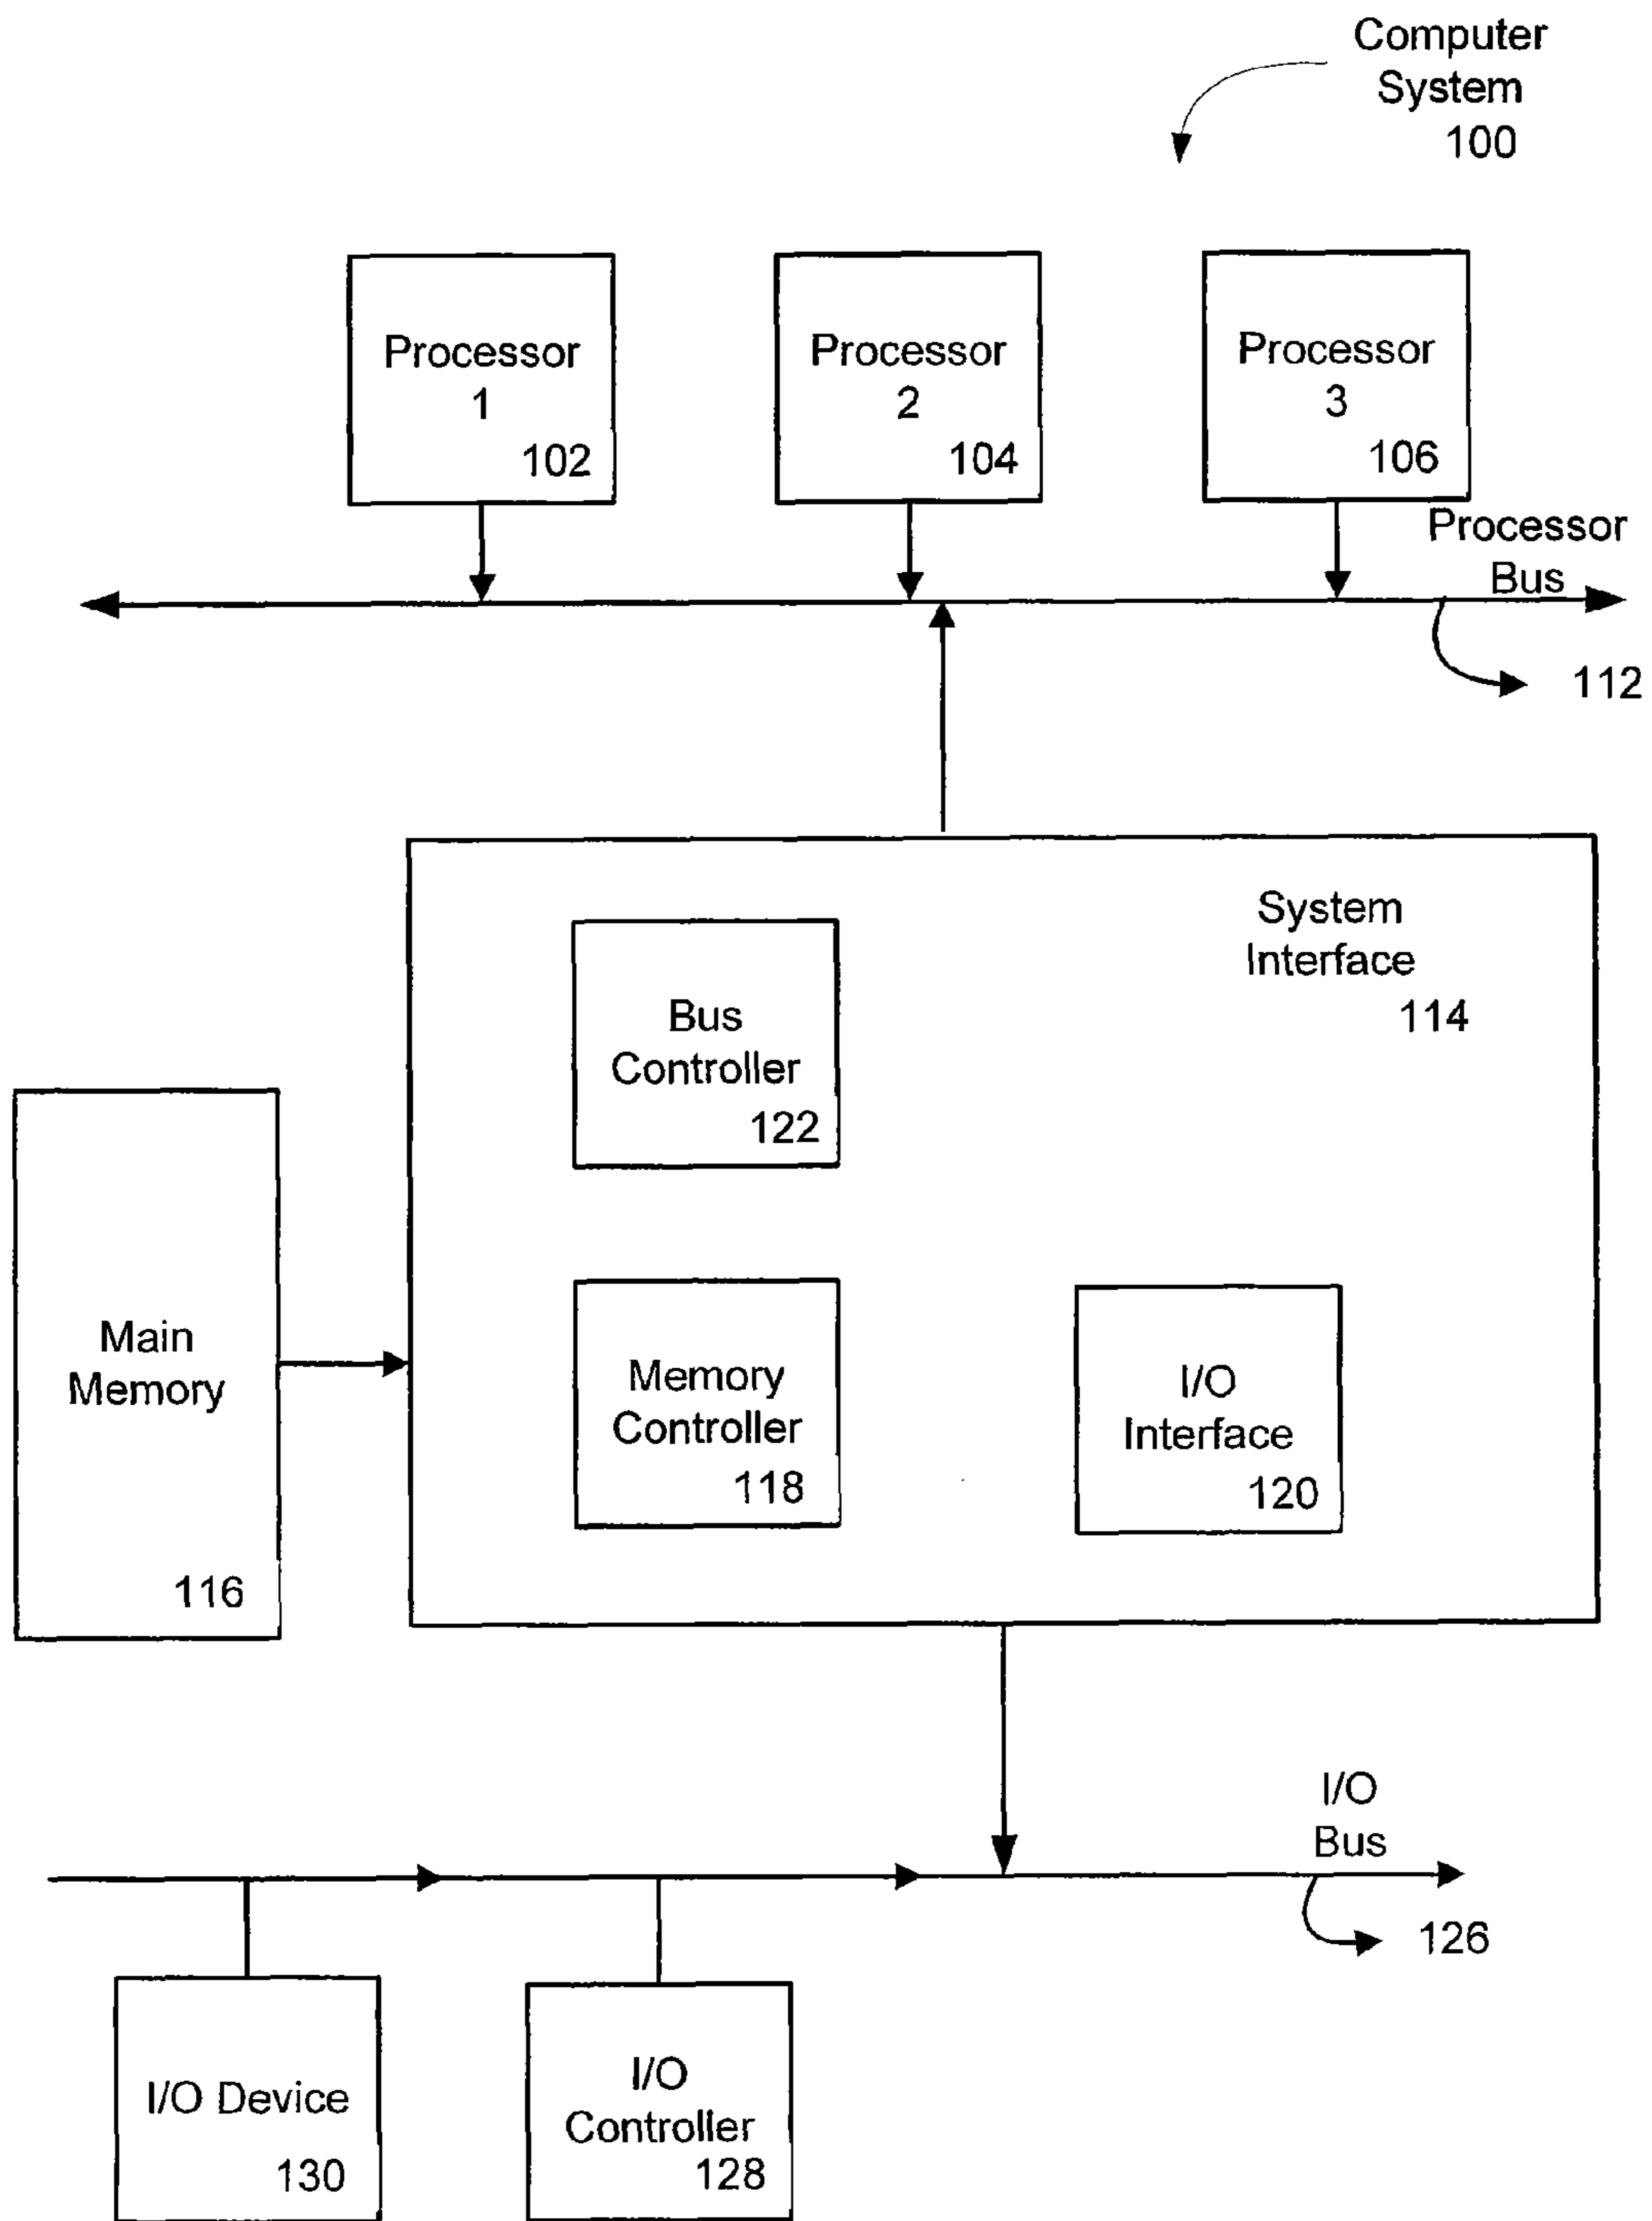 Computer
System
100
Processor
1
102
Processor
2
104
Processor
3
106
Processor
Bus
112
System
Interface
114
Bus
Controller
122
Main
Memory
116
Memory
Controller
118
I/O
Interface
120
I/O
Bus
126
I/O Device
130
I/O
Controller
128